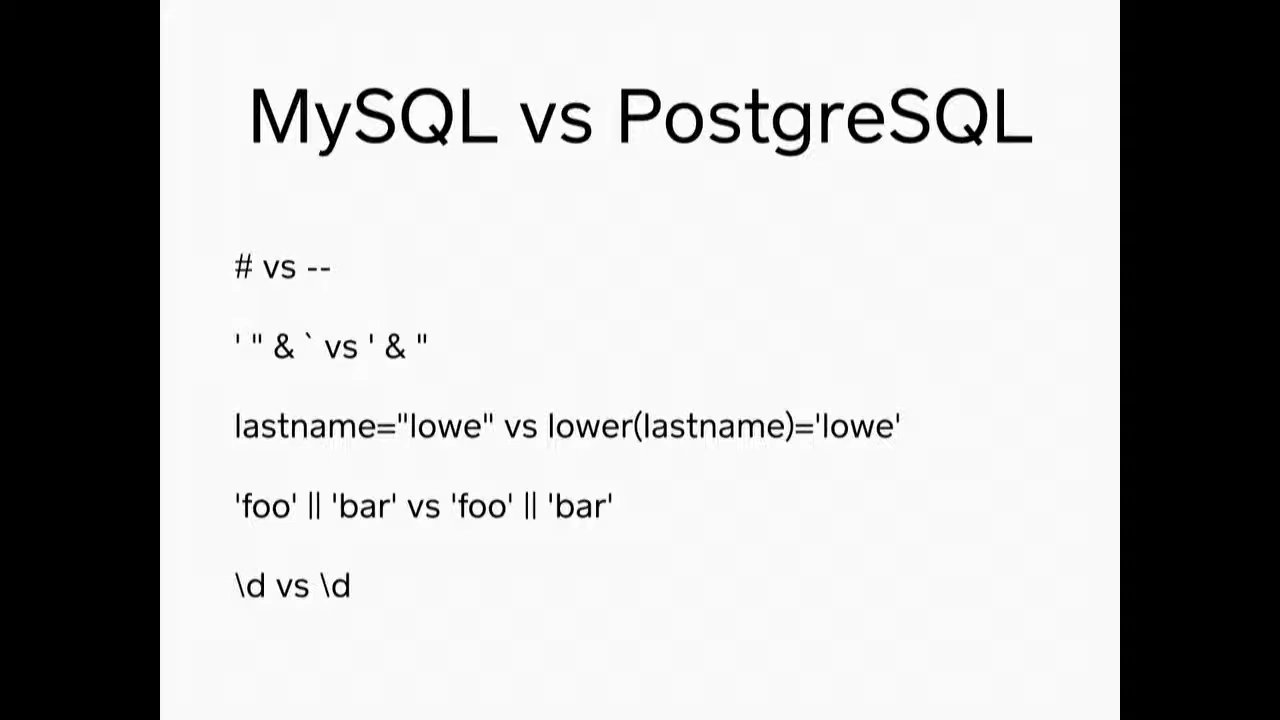 MySQL vs PostgreSQL
# vs --
' " & ` vs ' & "
lastname="lowe" vs lower(lastname)='lowe'
'foo' || 'bar' vs 'foo' || 'bar'
\d vs \d